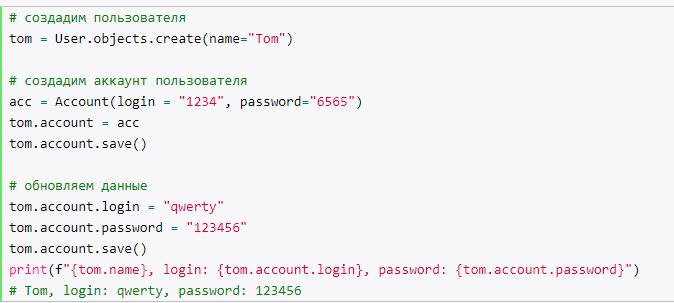 # создадим пользователя
tom = User.objects.create(name="Tom")
# создадим аккаунт пользователя
acc = Account(login = "1234", password="6565")
tom.account = acc
tom.account.save()
# обновляем данные
tom.account.login = "qwerty"
tom.account.password = "123456"
tom.account.save()
print(f"{tom.name}, login: {tom.account.login}, password: {tom.account.password}")
# Tom, login: qwerty, password: 123456